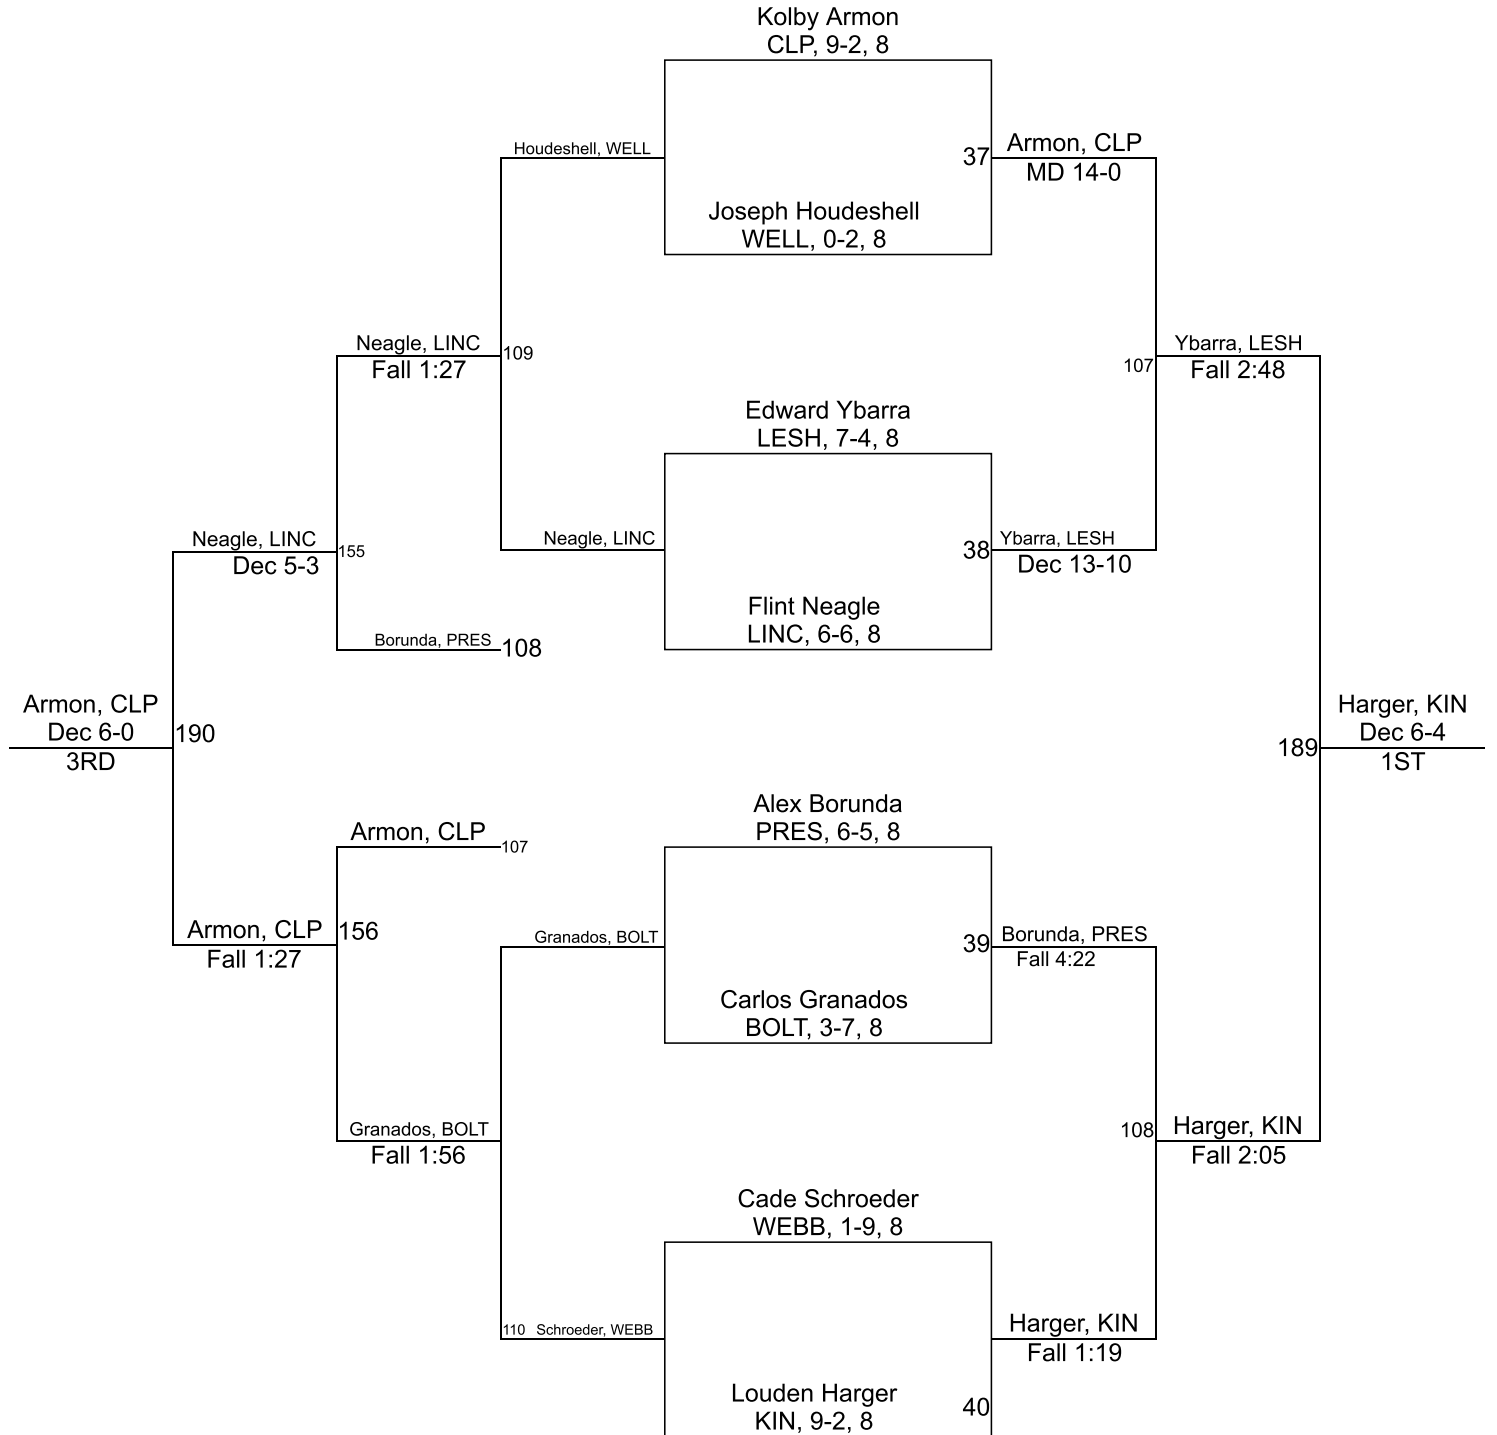 Kolby Armon
CLP, 9-2, 8
Houdeshell, WELL
37
Armon, CLP
MD 14-0
Joseph Houdeshell
WELL, 0-2, 8
Neagle, LINC
Fall 1:27
109
107
Ybarra, LESH
Fall 2:48
Edward Ybarra
LESH, 7-4, 8
Neagle, LINC
Dec 5-3
155
Neagle, LINC
38
Ybarra, LESH
Dec 13-10
Flint Neagle
LINC, 6-6, 8
Borunda, PRES
108
Armon, CLP
Dec 6-0
3RD
190
189
Harger, KIN
Dec 6-4
1ST
Alex Borunda
PRES, 6-5, 8
Armon, CLP
107
Armon, CLP
Fall 1:27
156
Granados, BOLT
39
Borunda, PRES
Fall 4:22
Carlos Granados
BOLT, 3-7, 8
Granados, BOLT
Fall 1:56
108
Harger, KIN
Fall 2:05
Cade Schroeder
WEBB, 1-9, 8
110
Schroeder, WEBB
Harger, KIN
Fall 1:19
Louden Harger
KIN, 9-2, 8
40